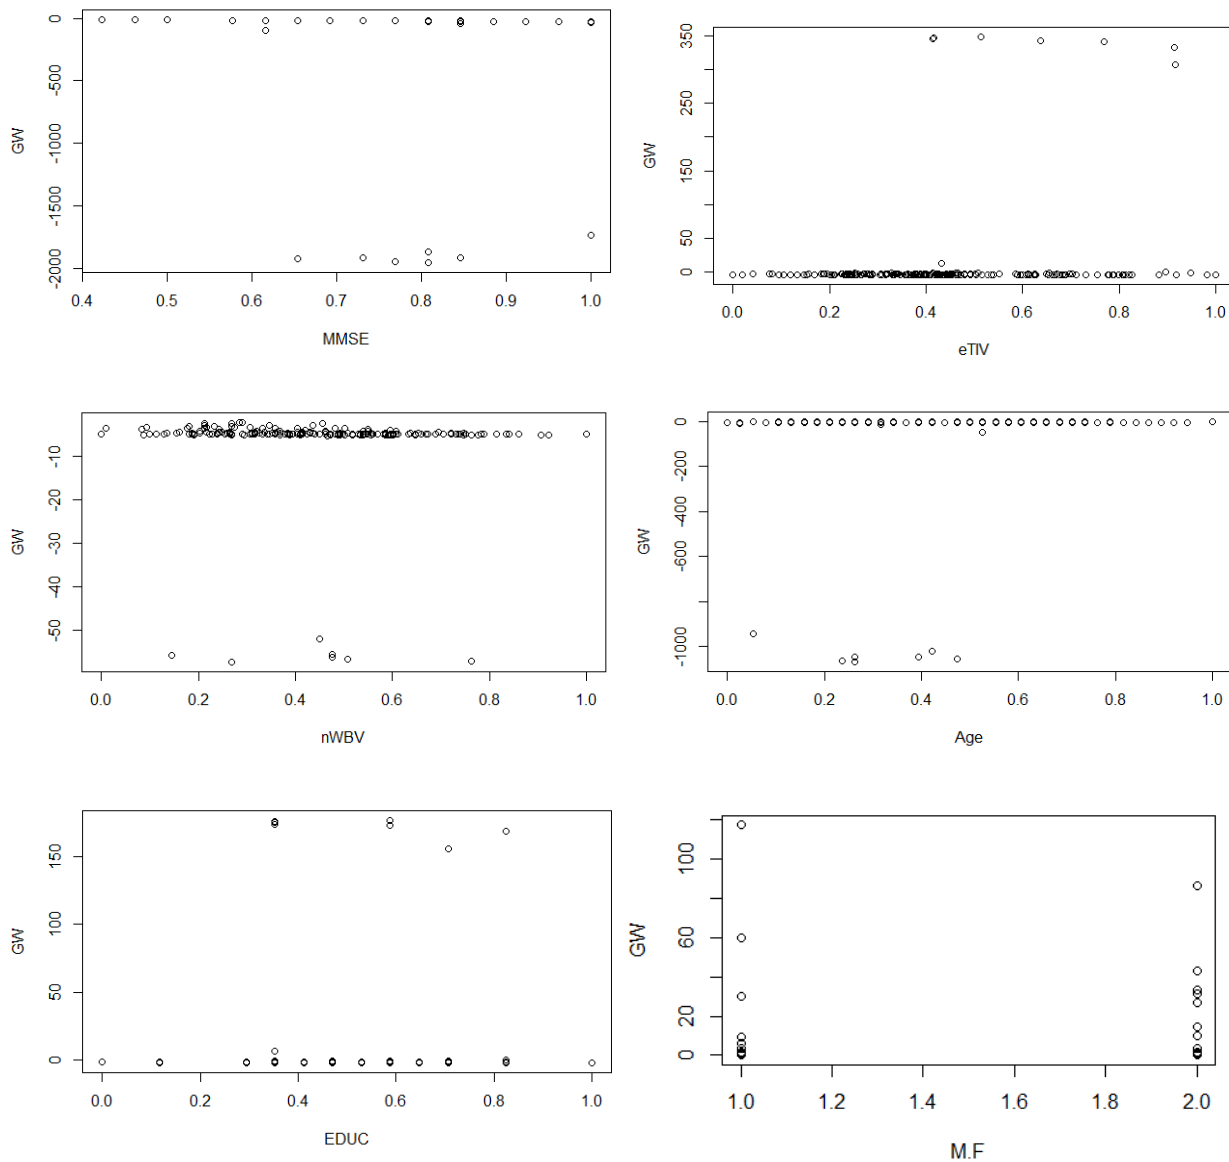 0
-500
-1000
-1500
-2000
GW
0.4 0.5 0.6 0.7 0.8 0.9 1.0
MMSE
350
250
150
50
0
GW
0.0 0.2 0.4 0.6 0.8 1.0
eTIV
-10
-20
-30
-40
-50
GW
0.0 0.2 0.4 0.6 0.8 1.0
nWBV
0
-200
-400
-600
-1000
GW
0.0 0.2 0.4 0.6 0.8 1.0
Age
150
100
50
0
GW
0.0 0.2 0.4 0.6 0.8 1.0
EDUC
100
60
20
0
GW
1.0 1.2 1.4 1.6 1.8 2.0
M.F